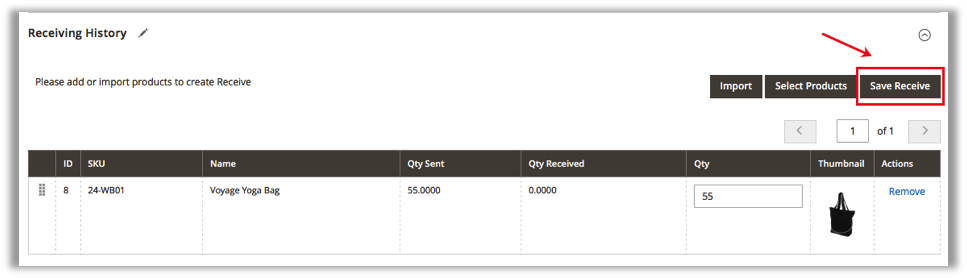 Receiving History
Please add or import products to create Receive
Import Select Products Save Receive
1 of 1
ID SKU Name Qty Sent Qty Received Qty Thumbnail Actions
8 24-WB01 Voyage Yoga Bag 55.0000 0.0000 55 Remove